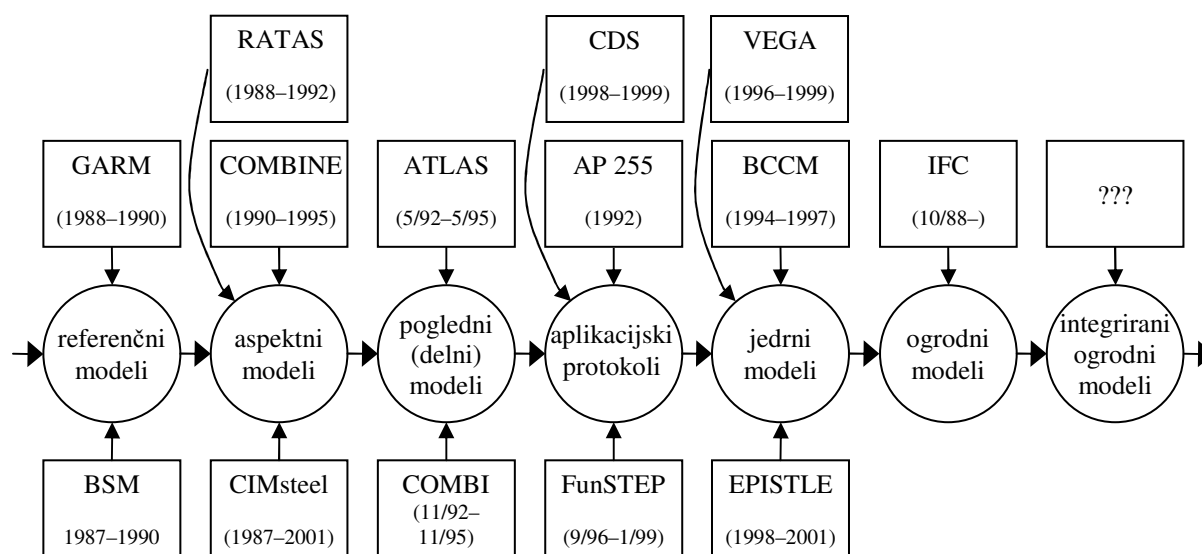 RATAS
(1988–1992)
CDS
(1998–1999)
VEGA
(1996–1999)
GARM
(1988–1990)
COMBINE
(1990–1995)
ATLAS
(5/92–5/95)
AP 255
(1992)
BCCM
(1994–1997)
IFC
(10/88–)
???
referenčni
modeli
aspektni
modeli
pogledni
(delni)
modeli
aplikacijski
protokoli
jedrni
modeli
ogrodni
modeli
integrirani
ogrodni
modeli
BSM
1987–1990
CIMsteel
(1987–2001)
COMBI
(11/92–
11/95)
FunSTEP
(9/96–1/99)
EPISTLE
(1998–2001)